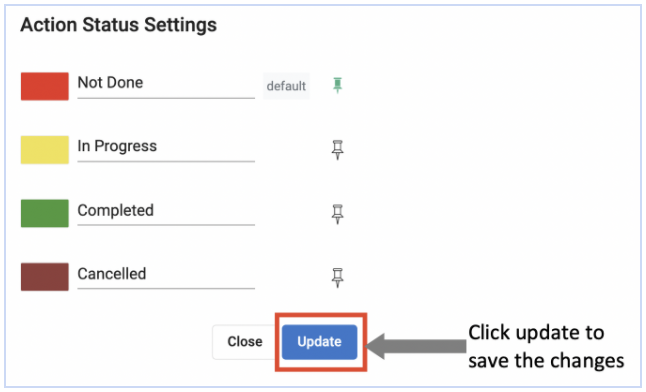 Action Status Settings
Not Done default
In Progress
Completed
Cancelled
Close Update
Click update to
save the changes